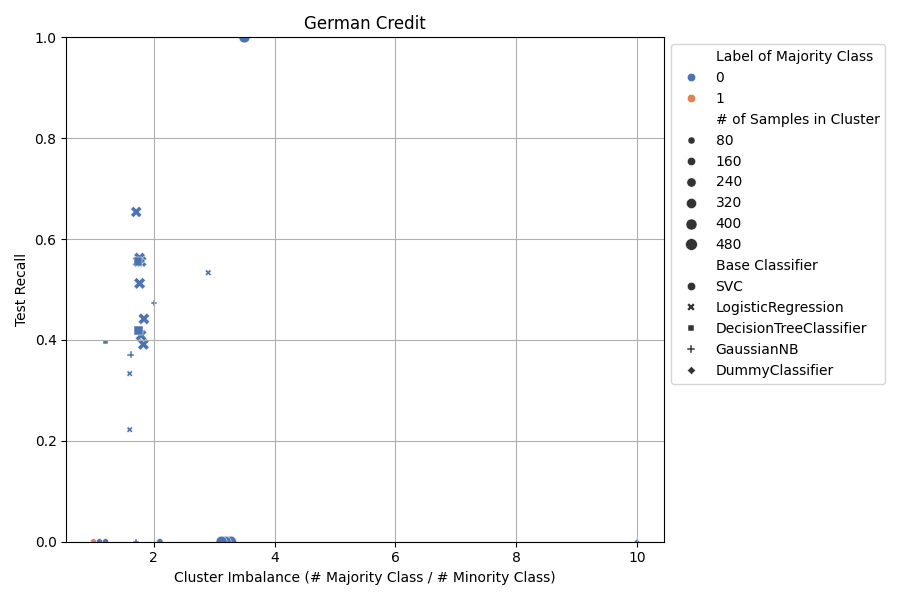 German Credit
1.0
0.8
0.6
0.4
0.2
0.0
Test Recall
2
4
6
8
10
Cluster Imbalance (# Majority Class / # Minority Class)
Label of Majority Class
0
1
# of Samples in Cluster
80
160
240
320
400
480
Base Classifier
SVC
LogisticRegression
DecisionTreeClassifier
GaussianNB
DummyClassifier